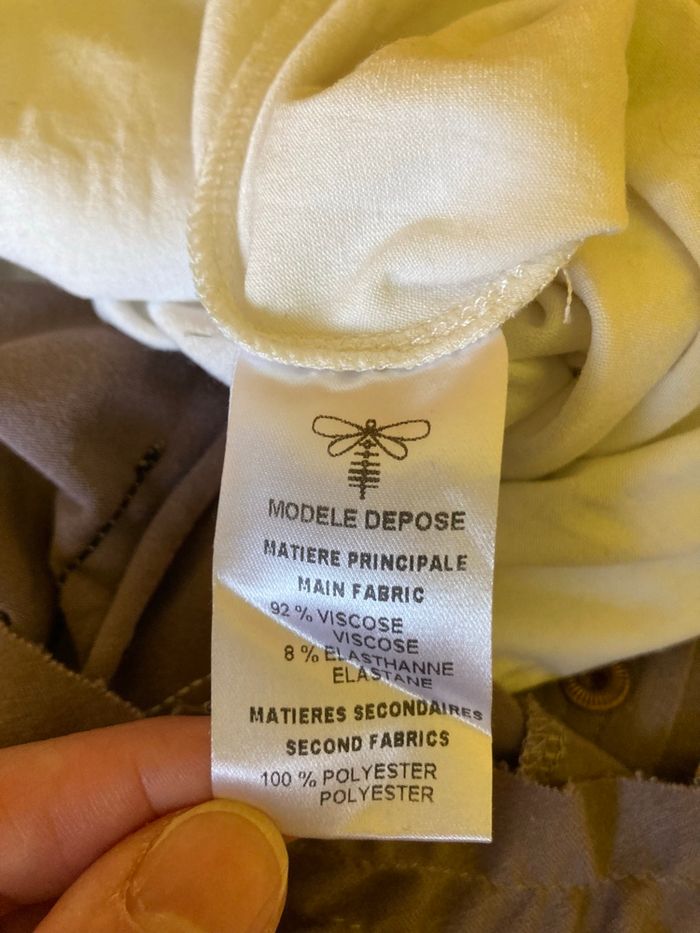 MODELE DEPOSE
MATIERE PRINCIPALE
MAIN FABRIC
92 % VISCOSE
VISCOSE
8 % ELASTHANNE
ELASTANE
MATIERES SECONDAIRES
SECOND FABRICS
100 % POLYESTER
POLYESTER